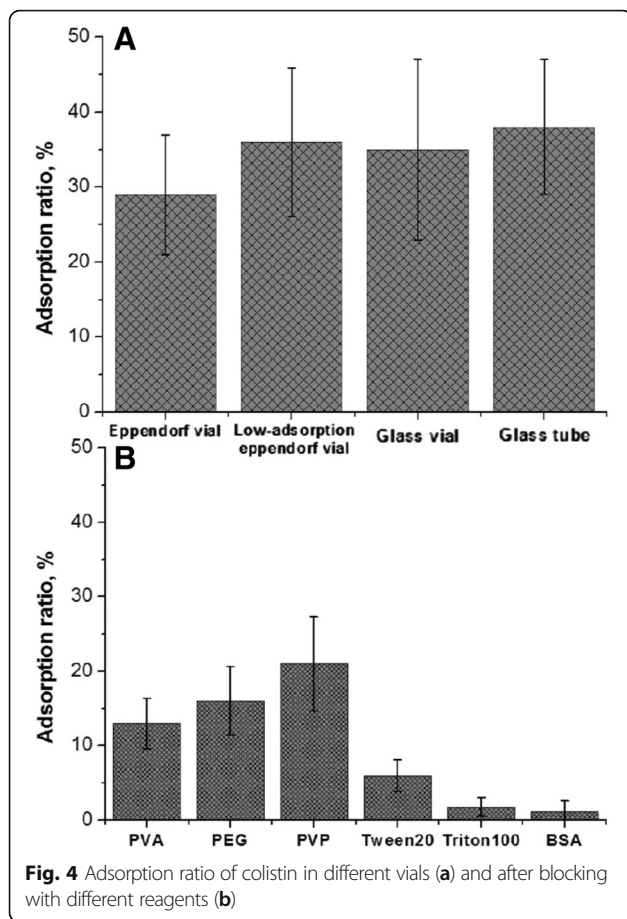 A
50
40
30
20
10
0
Adsorption ratio, %
Eppendorf vial
Low-adsorption
eppendorf vial
Glass vial
Glass tube
B
50
40
30
20
10
0
Adsorption ratio, %
PVA
PEG
PVP
Tween20
Triton100
BSA
Fig. 4 Adsorption ratio of colistin in different vials (a) and after blocking
with different reagents (b)